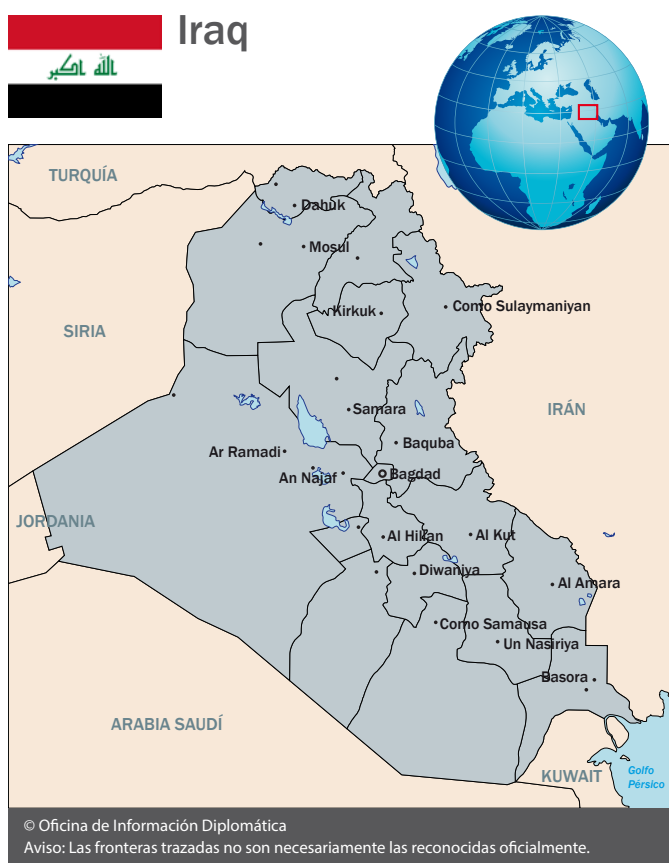 Iraq
الله اكبر
TURQUÍA
Dahuk
Mosul
Kirkuk
Como Sulaymaniyan
SIRIA
Samara
IRÁN
Baquba
Ar Ramadi
An Najaf
Bagdad
JORDANIA
Al Hillan
Al Kut
Diwaniya
Al Amara
Como Samausa
Un Nasiriya
Basora
ARABIA SAUDÍ
KUWAIT
Golfo
Pérsico
© Oficina de Información Diplomática
Aviso: Las fronteras trazadas no son necesariamente las reconocidas oficialmente.